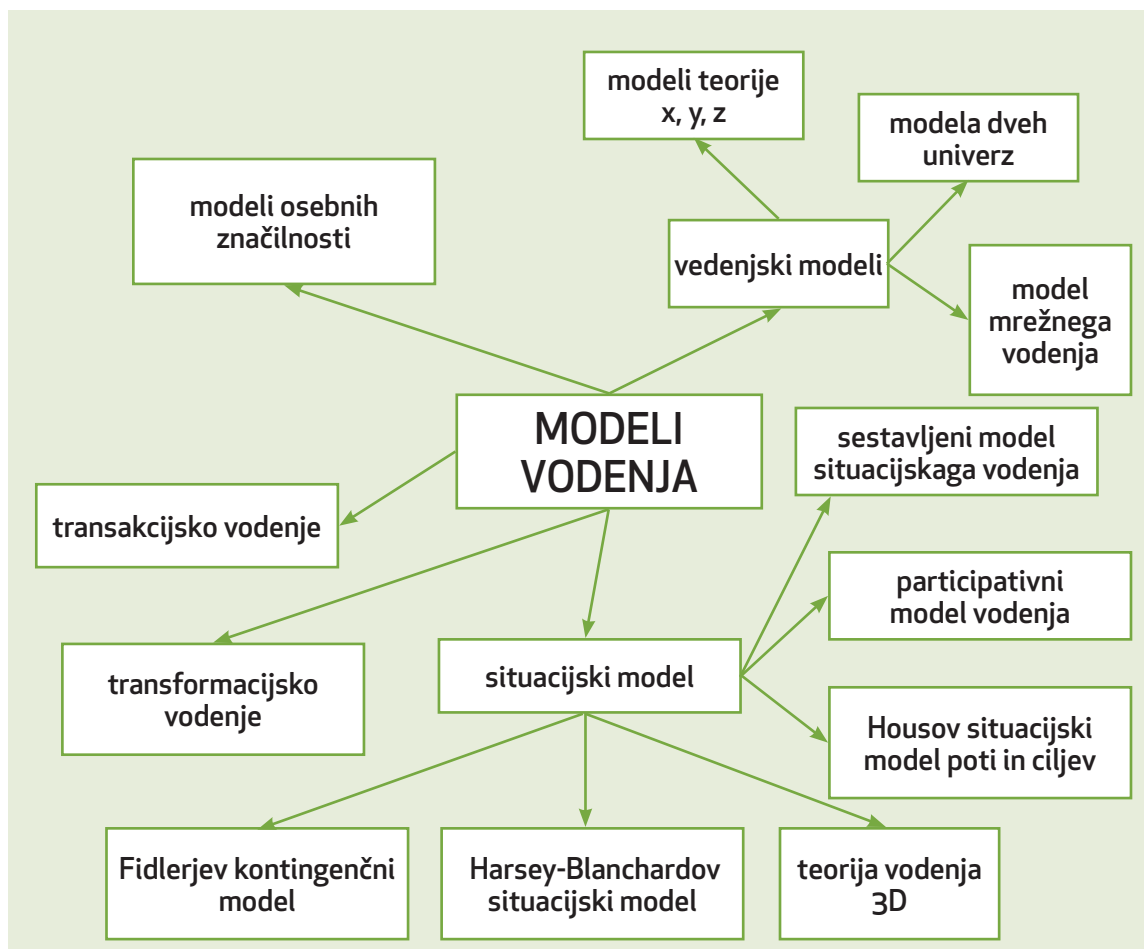 modeli teorije
x, y, z
modela dveh
univerz
modeli osebnih
značilnosti
vedenjski modeli
model
mrežnega
vodenja
MODELI
VODENJA
sestavljeni model
situacijskaga vodenja
transakcijsko vodenje
participativni
model vodenja
transformacijsko
vodenje
situacijski model
Housov situacijski
model poti in ciljev
Fidlerjev kontingenčni
model
Harsey-Blanchardov
situacijski model
teorija vodenja
3D